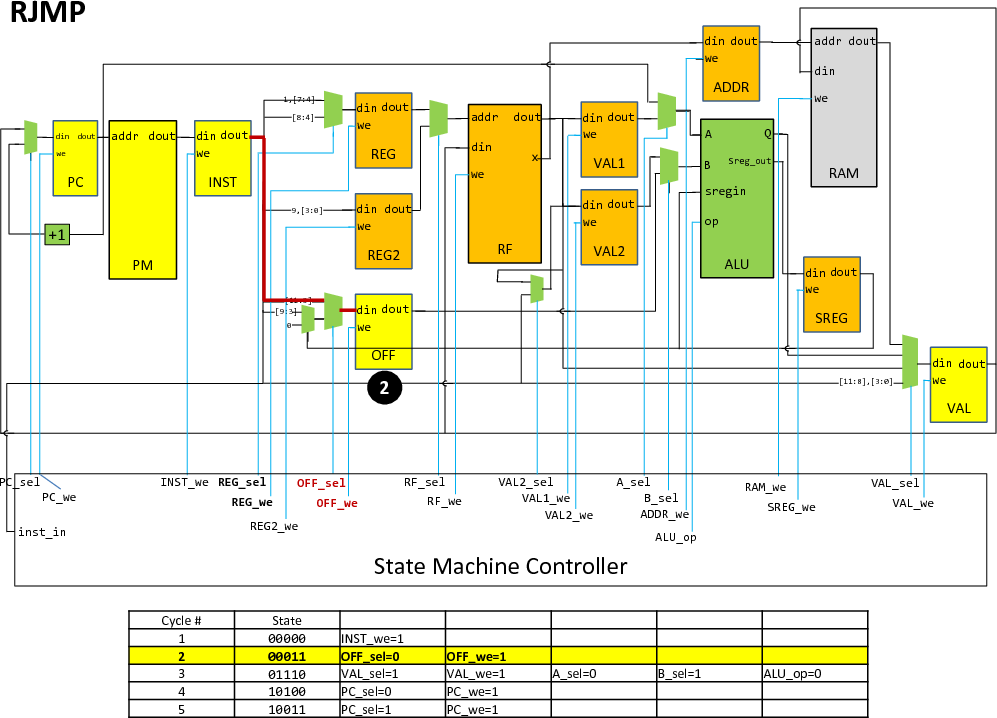 RJMP
din dout
we
PC
+1
addr dout
PM
din dout
we
INST
1,[7:4]
[8:4]
din dout
we
REG
9,[3:0]
din dout
we
REG2
[9:3]
0
din dout
we
OFF
2
addr dout
din
x
we
RF
din dout
we
VAL1
din dout
we
VAL2
din dout
we
ADDR
A Q
B Sreg_out
sregin
op
ALU
addr dout
din
we
RAM
din dout
we
SREG
[11:8],[3:0]
din dout
we
VAL
PC_sel
PC_we
inst_in
INST_we
REG_sel
REG_we
REG2_we
OFF_sel
OFF_we
RF_sel
RF_we
VAL2_sel
VAL1_we
VAL2_we
A_sel
B_sel
ADDR_we
ALU_op
RAM_we
SREG_we
VAL_sel
VAL_we
State Machine Controller
Cycle # State
1 00000 INST_we=1
2 00011 OFF_sel=0 OFF_we=1
3 01110 VAL_sel=1 VAL_we=1 A_sel=0 B_sel=1 ALU_op=0
4 10100 PC_sel=0 PC_we=1
5 10011 PC_sel=1 PC_we=1